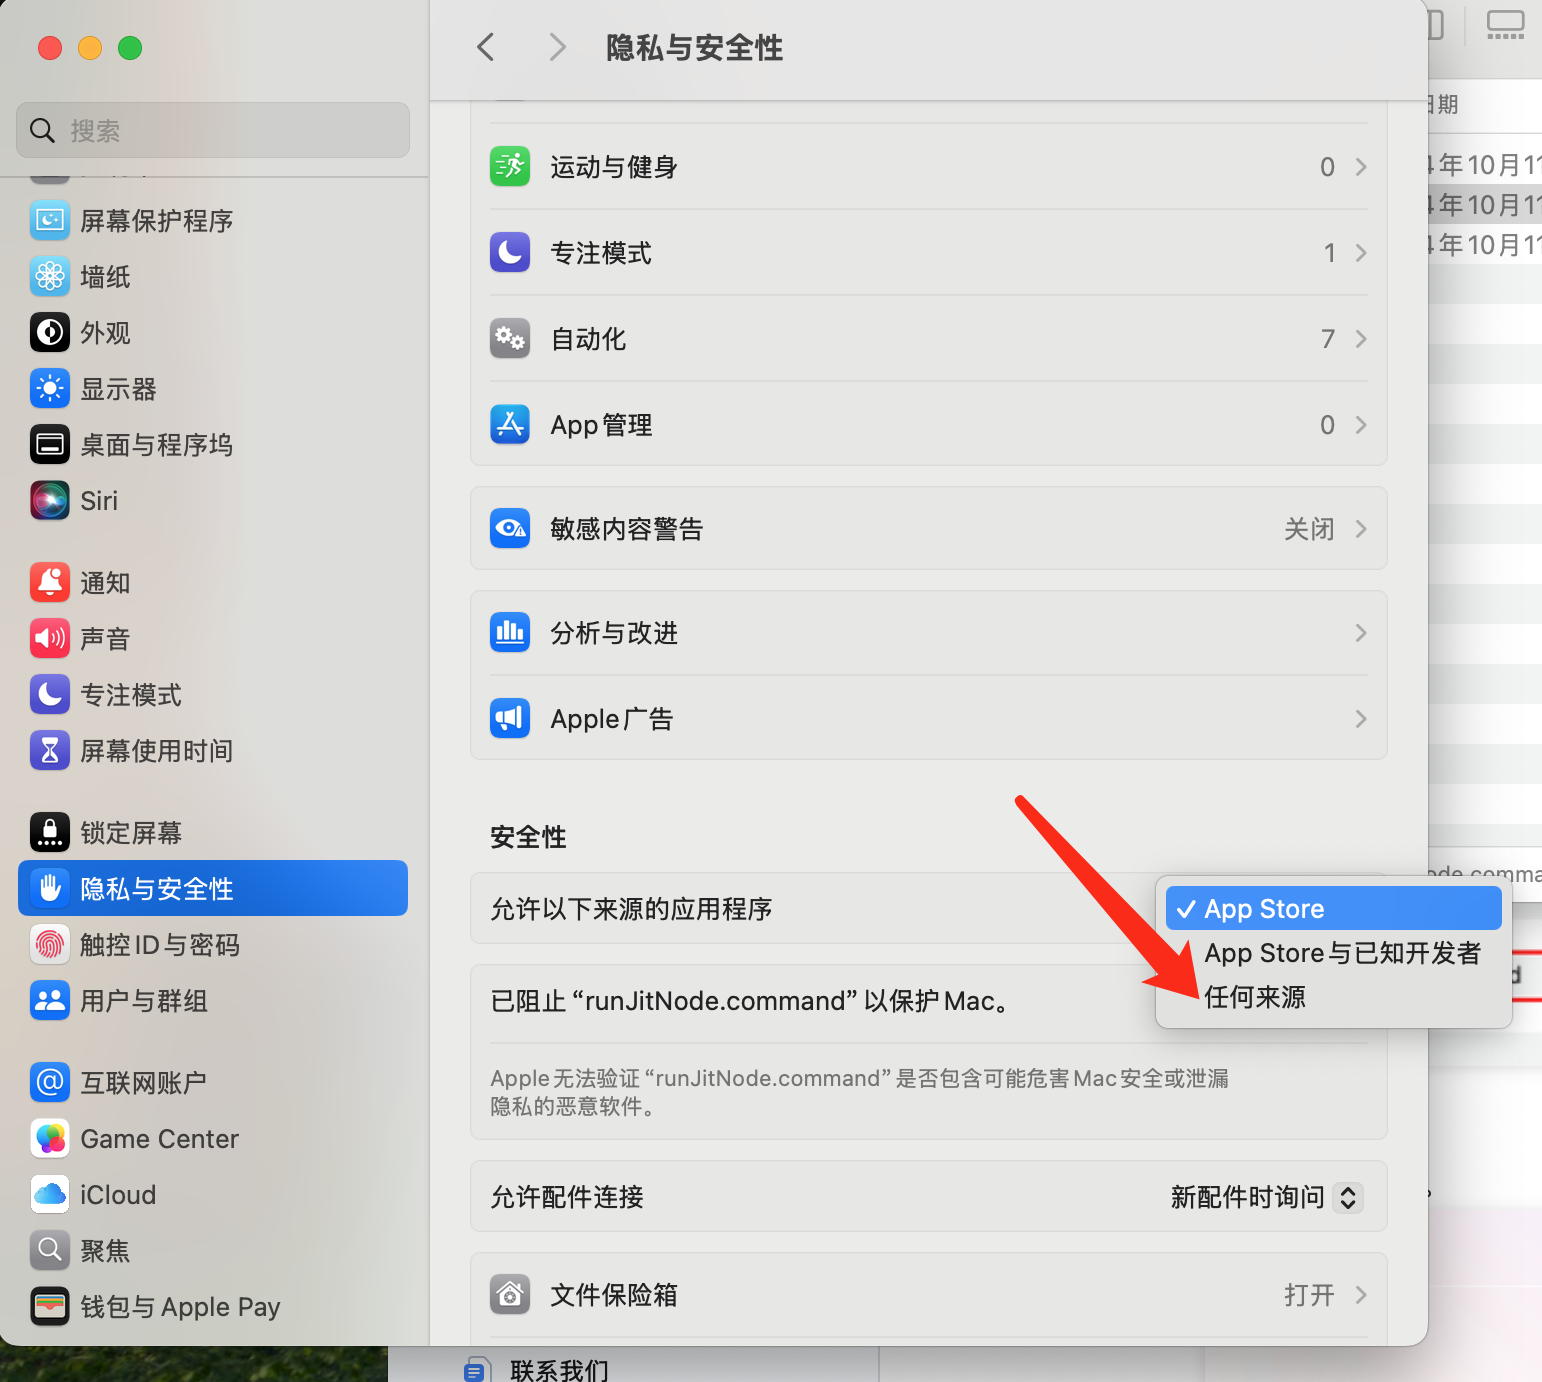 隐私与安全性
搜索
屏幕保护程序
墙纸
外观
显示器
桌面与程序坞
Siri
通知
声音
专注模式
屏幕使用时间
锁定屏幕
隐私与安全性
触控ID与密码
用户与群组
互联网账户
Game Center
iCloud
聚焦
钱包与Apple Pay
运动与健身 0
专注模式 1
自动化 7
App管理 0
敏感内容警告 关闭
分析与改进
Apple广告
安全性
允许以下来源的应用程序
App Store
App Store与已知开发者
任何来源
已阻止“runJitNode.command”以保护Mac。
Apple无法验证“runJitNode.command”是否包含可能危害Mac安全或泄漏
隐私的恶意软件。
允许配件连接 新配件时询问
文件保险箱 打开
联系我们
日期
4年10月11
4年10月11
4年10月11